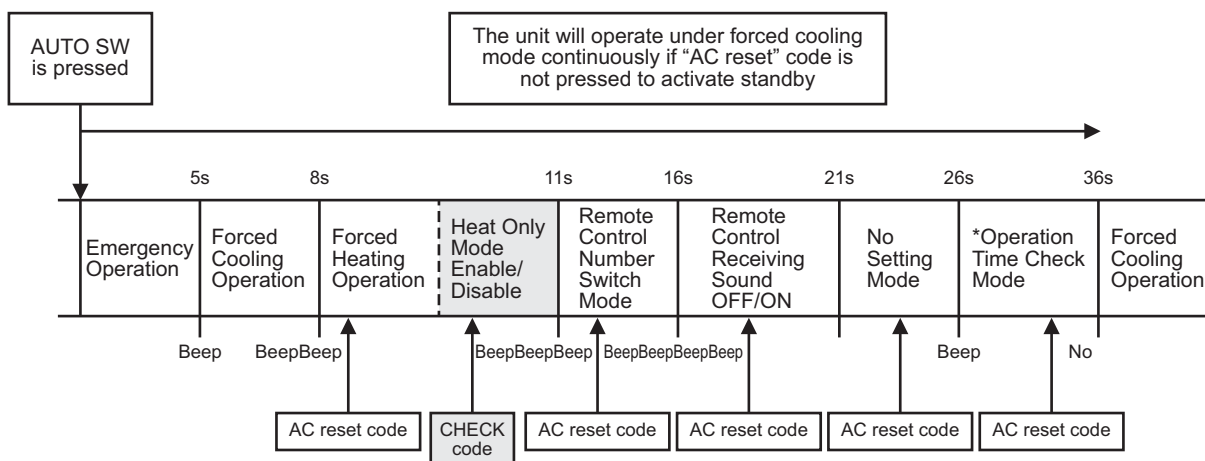 AUTO SW
is pressed
The unit will operate under forced cooling
mode continuously if “AC reset” code is
not pressed to activate standby
5s
8s
11s
16s
21s
26s
36s
Emergency
Operation
Forced
Cooling
Operation
Forced
Heating
Operation
Heat Only
Mode
Enable/
Disable
Remote
Control
Number
Switch
Mode
Remote
Control
Receiving
Sound
OFF/ON
No
Setting
Mode
*Operation
Time Check
Mode
Forced
Cooling
Operation
Beep
BeepBeep
BeepBeepBeep
BeepBeepBeepBeep
Beep
No
AC reset code
CHECK
code
AC reset code
AC reset code
AC reset code
AC reset code